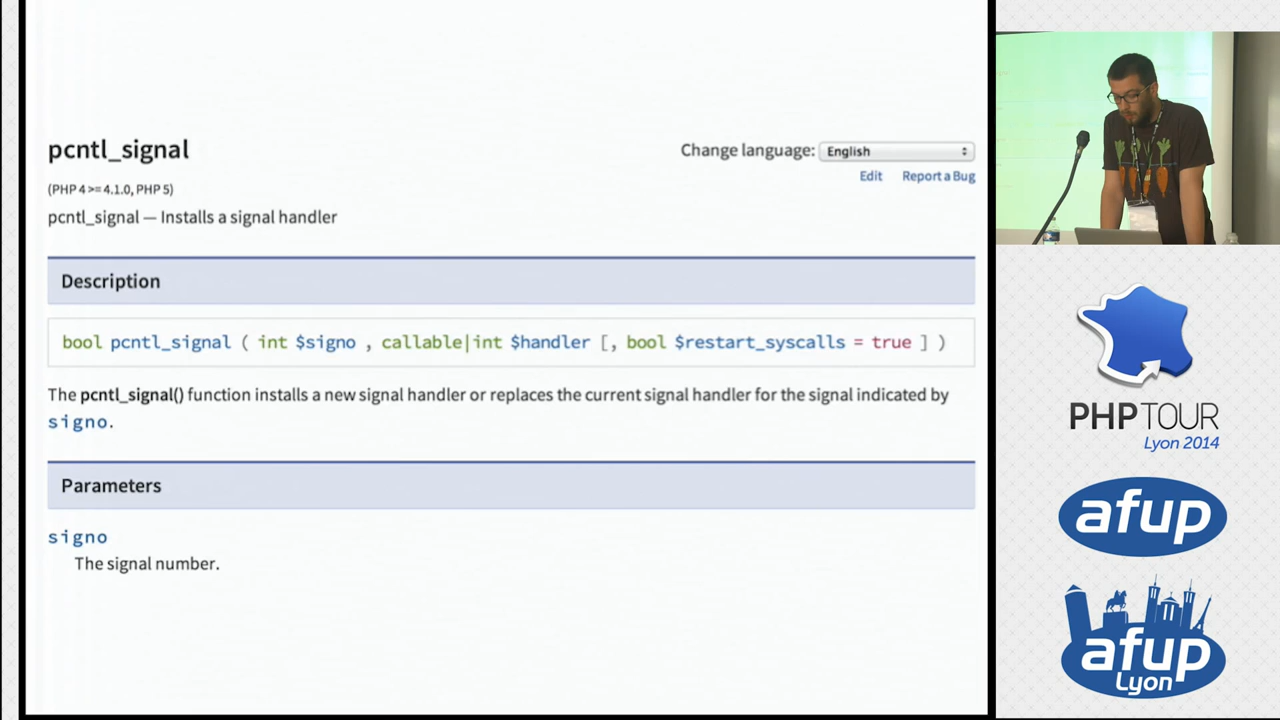 pcntl_signal
Change language: English
Edit Report a Bug
(PHP 4 >= 4.1.0, PHP 5)
pcntl_signal — Installs a signal handler
Description
bool pcntl_signal ( int $signo , callable|int $handler [, bool $restart_syscalls = true ] )
The pcntl_signal() function installs a new signal handler or replaces the current signal handler for the signal indicated by
signo.
Parameters
signo
The signal number.
PHPTOUR
Lyon 2014
afup
afup
Lyon